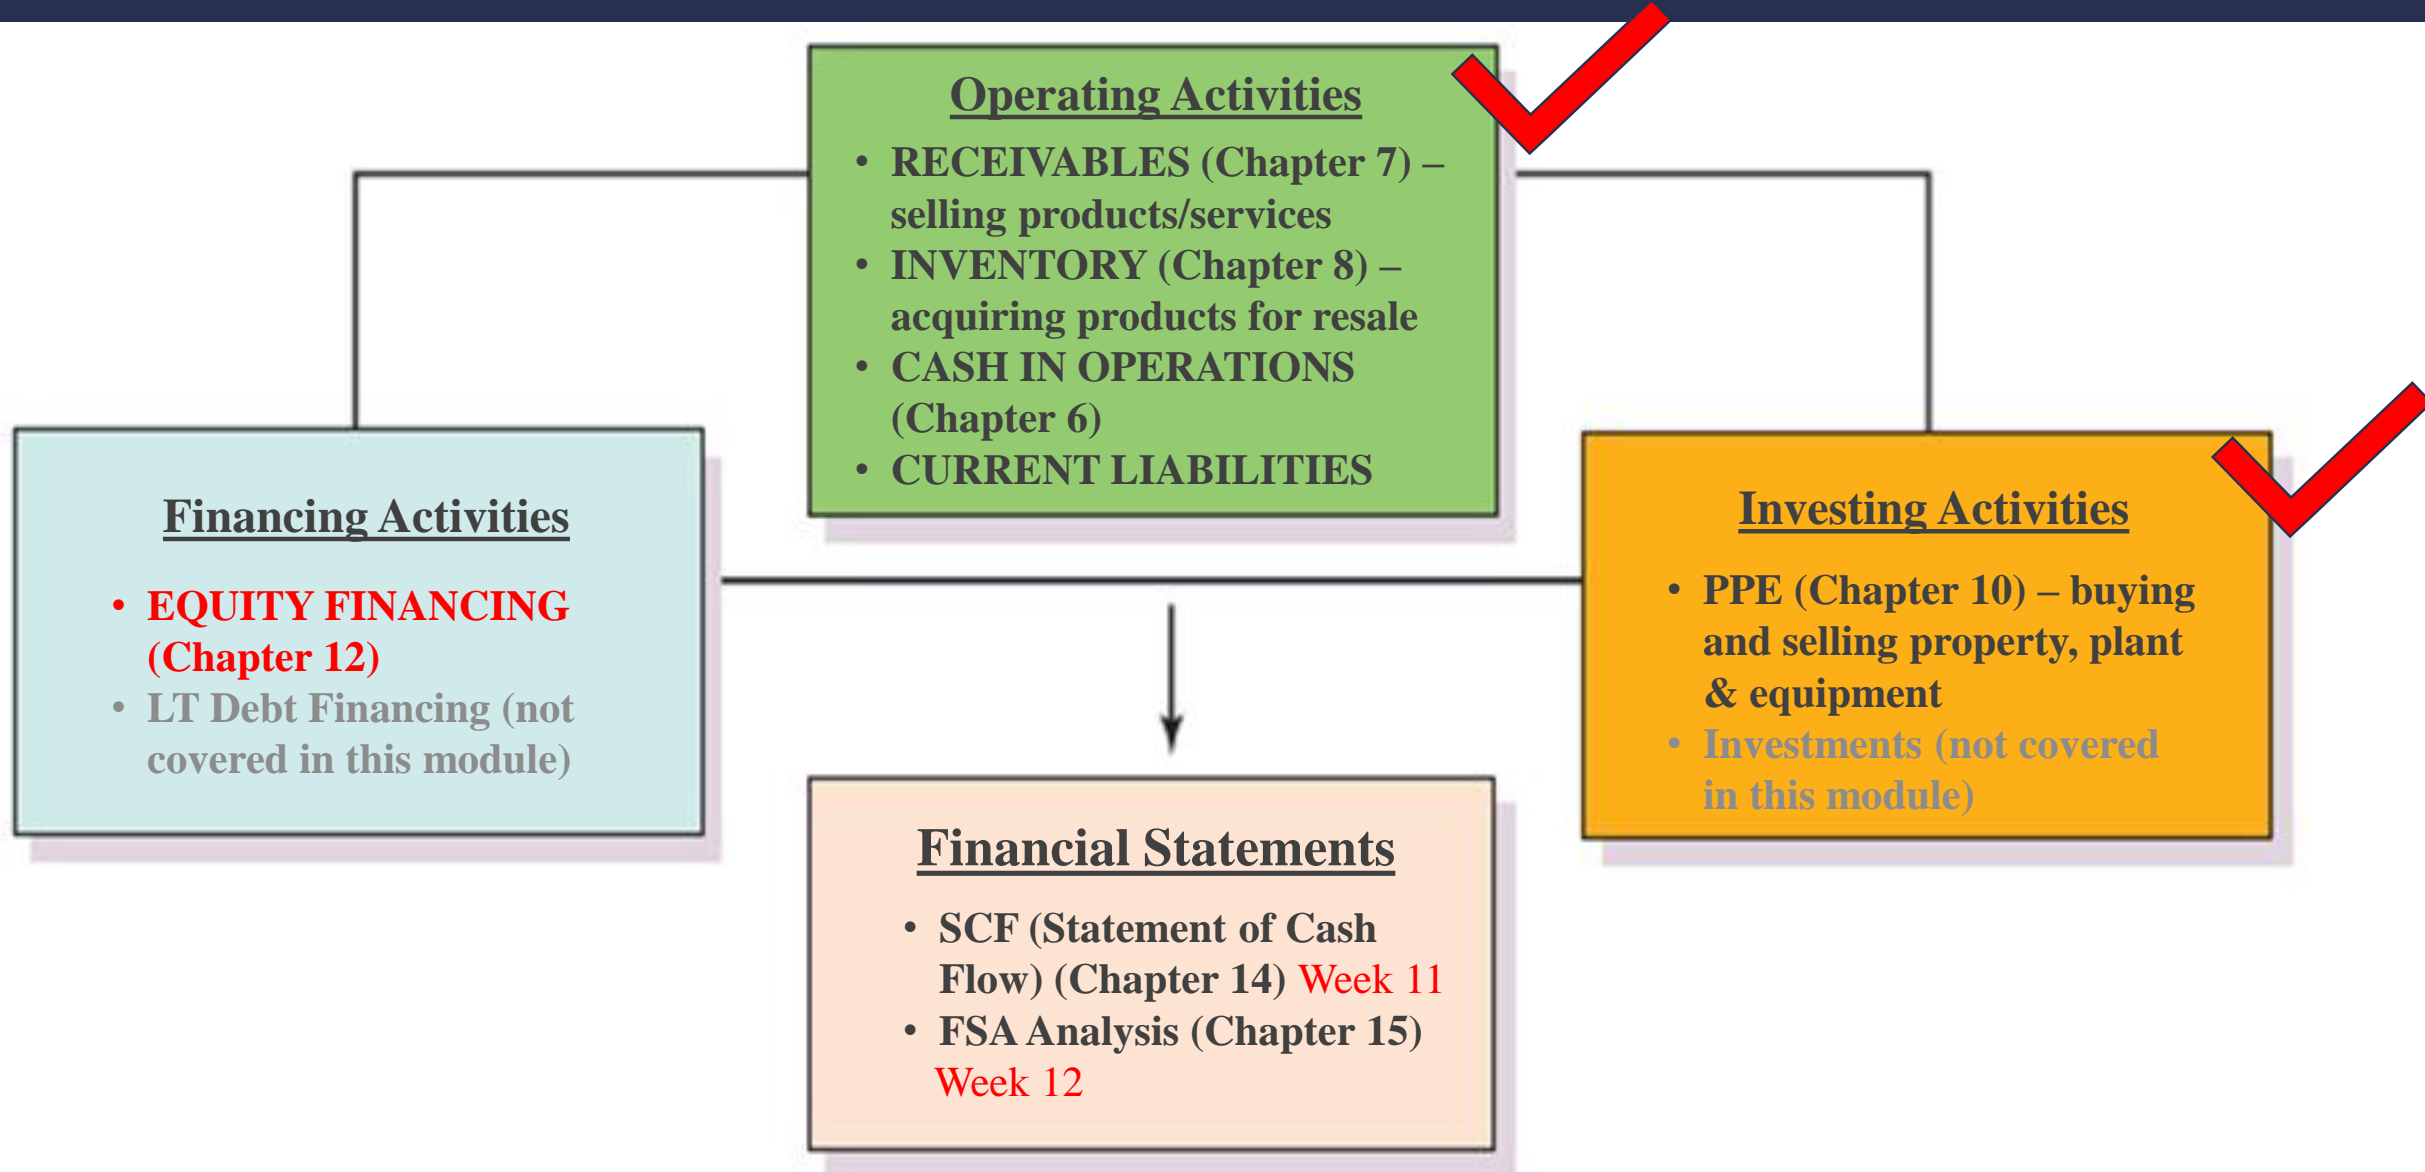 Operating Activities
• RECEIVABLES (Chapter 7) –
selling products/services
• INVENTORY (Chapter 8) –
acquiring products for resale
• CASH IN OPERATIONS
(Chapter 6)
• CURRENT LIABILITIES
Financing Activities
• EQUITY FINANCING
(Chapter 12)
• LT Debt Financing (not
covered in this module)
Investing Activities
• PPE (Chapter 10) – buying
and selling property, plant
& equipment
• Investments (not covered
in this module)
Financial Statements
• SCF (Statement of Cash
Flow) (Chapter 14) Week 11
• FSA Analysis (Chapter 15)
Week 12